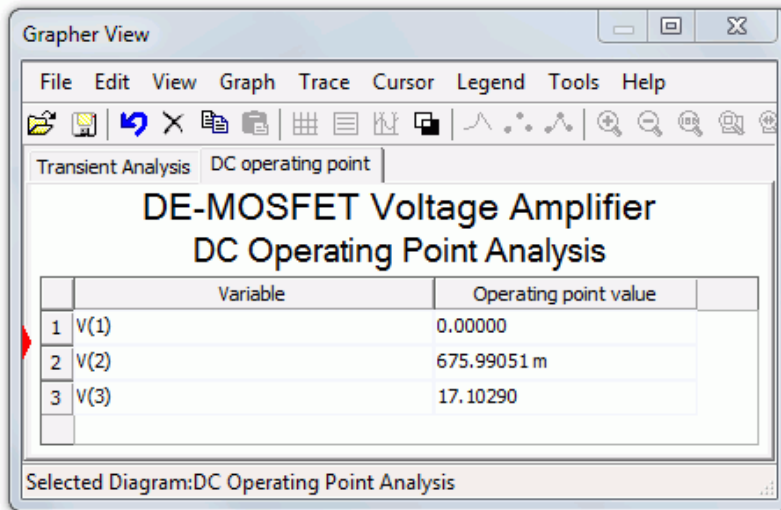 Grapher View
File Edit View Graph Trace Cursor Legend Tools Help
Transient Analysis DC operating point
DE-MOSFET Voltage Amplifier
DC Operating Point Analysis
Variable Operating point value
1 V(1) 0.00000
2 V(2) 675.99051 m
3 V(3) 17.10290
Selected Diagram:DC Operating Point Analysis